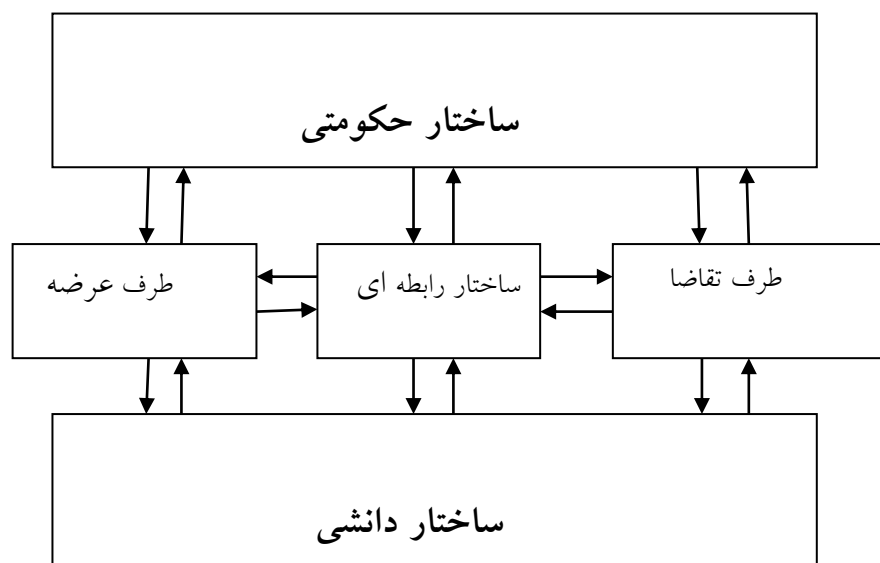 ساختار حکومتی
طرف تقاضا
ساختار رابطه ای
طرف عرضه
ساختار دانشی